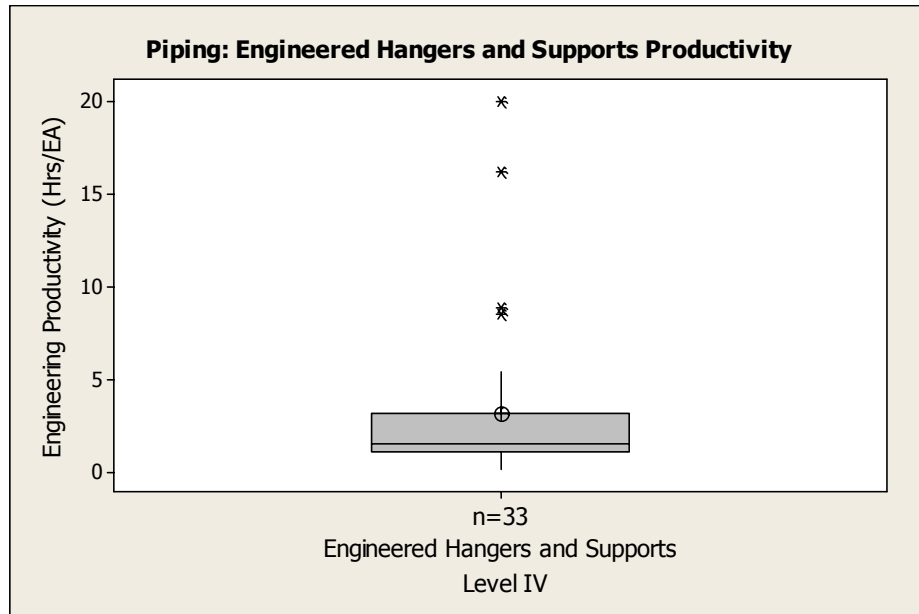 Piping: Engineered Hangers and Supports Productivity
Engineering Productivity (Hrs/EA)
20
15
10
5
0
n=33
Engineered Hangers and Supports
Level IV